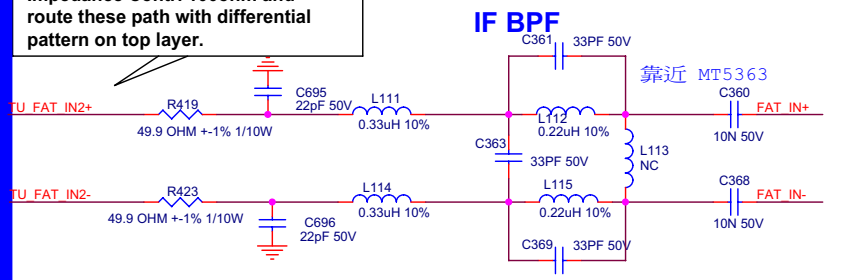 route these path with differential
pattern on top layer.
IF BPF
C361
33PF 50V
靠近 MT5363
C695
22pF 50V
L111
0.33uH 10%
L112
0.22uH 10%
C360
FAT_IN+
10N 50V
TU_FAT_IN2+
R419
49.9 OHM +-1% 1/10W
C363
33PF 50V
L113
NC
TU_FAT_IN2-
R423
49.9 OHM +-1% 1/10W
C696
22pF 50V
L114
0.33uH 10%
L115
0.22uH 10%
C368
FAT_IN-
10N 50V
C369
33PF 50V